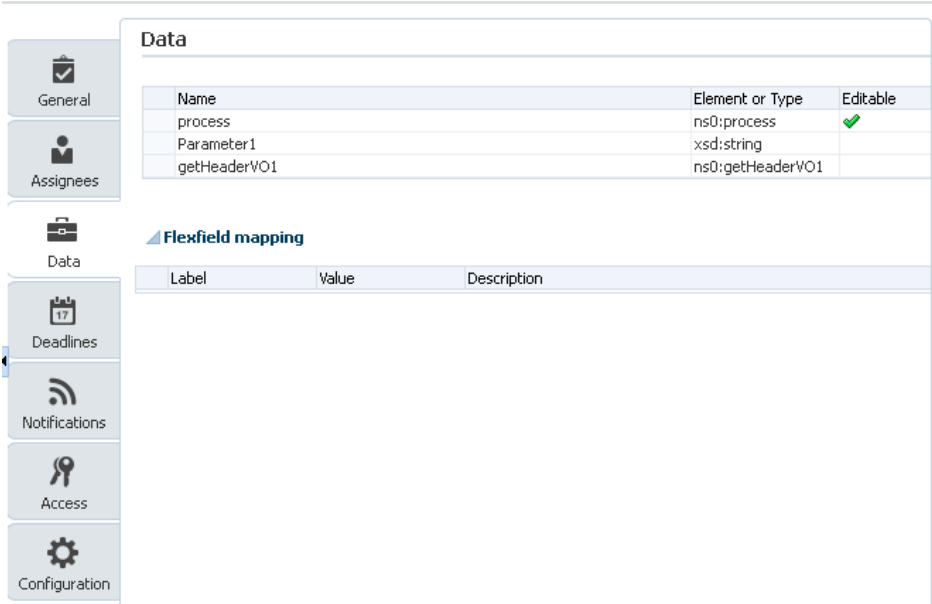 General
Assignees
Data
Deadlines
17
Notifications
Access
Configuration
Data
Name Element or Type Editable
process ns0:process
Parameter1 xsd:string
getHeaderVO1 ns0:getHeaderVO1
Flexfield mapping
Label Value Description